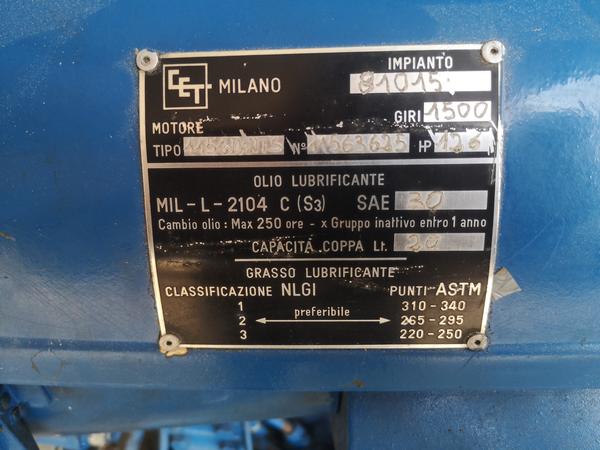 CET MILANO
IMPIANTO
81015
GIRI 1500
MOTORE
TIPO Nº HP 126
OLIO LUBRIFICANTE
MIL-L-2104 C (S3) SAE 30
Cambio olio: Max 250 ore - x Gruppo inattivo entro 1 anno
CAPACITÀ COPPA Lt. 20
GRASSO LUBRIFICANTE
CLASSIFICAZIONE NLGI PUNTI ASTM
1 310-340
2 preferibile 265-295
3 220-250